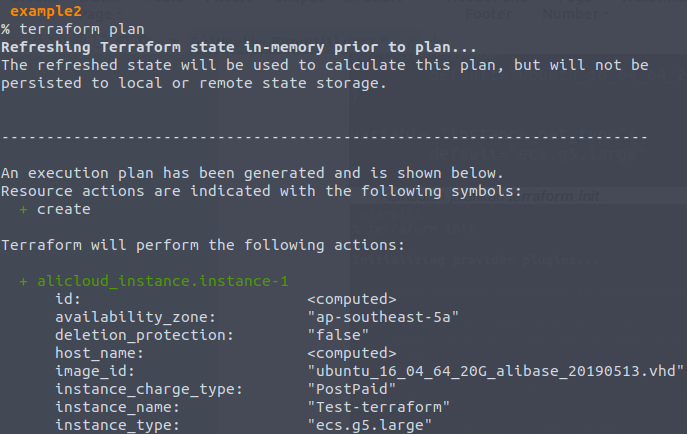 example2
% terraform plan
Refreshing Terraform state in-memory prior to plan...
The refreshed state will be used to calculate this plan, but will not be
persisted to local or remote state storage.
------------------------------------------------------------------------
An execution plan has been generated and is shown below.
Resource actions are indicated with the following symbols:
+ create
Terraform will perform the following actions:
+ alicloud_instance.instance-1
id: <computed>
availability_zone: "ap-southeast-5a"
deletion_protection: "false"
host_name: <computed>
image_id: "ubuntu_16_04_64_20G_alibase_20190513.vhd"
instance_charge_type: "PostPaid"
instance_name: "Test-terraform"
instance_type: "ecs.g5.large"